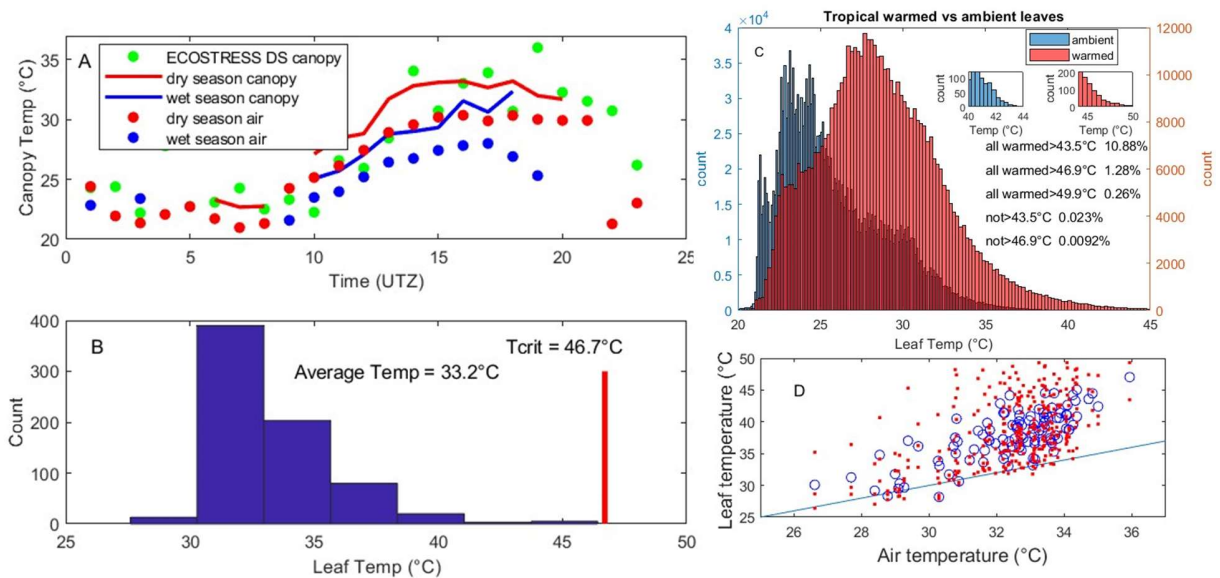 A
ECOSTRESS DS canopy
dry season canopy
wet season canopy
dry season air
wet season air
Canopy Temp (°C)
35
30
25
20
0 5 10 15 20 25
Time (UTZ)
B
Average Temp = 33.2°C
Tcrit = 46.7°C
Count
400
300
200
100
0
25 30 35 40 45 50
Leaf Temp (°C)
Tropical warmed vs ambient leaves
×10⁴
C
ambient
warmed
count
4
3.5
3
2.5
2
1.5
1
0.5
0
12000
10000
8000
6000
4000
2000
0
count
count
100
50
0
40 42 44
Temp (°C)
count
200
100
0
45 50
Temp (°C)
all warmed>43.5°C 10.88%
all warmed>46.9°C 1.28%
all warmed>49.9°C 0.26%
not>43.5°C 0.023%
not>46.9°C 0.0092%
20 25 30 35 40 45
Leaf Temp (°C)
D
Leaf temperature (°C
50
45
40
35
30
25
26 28 30 32 34 36
Air temperature (°C)